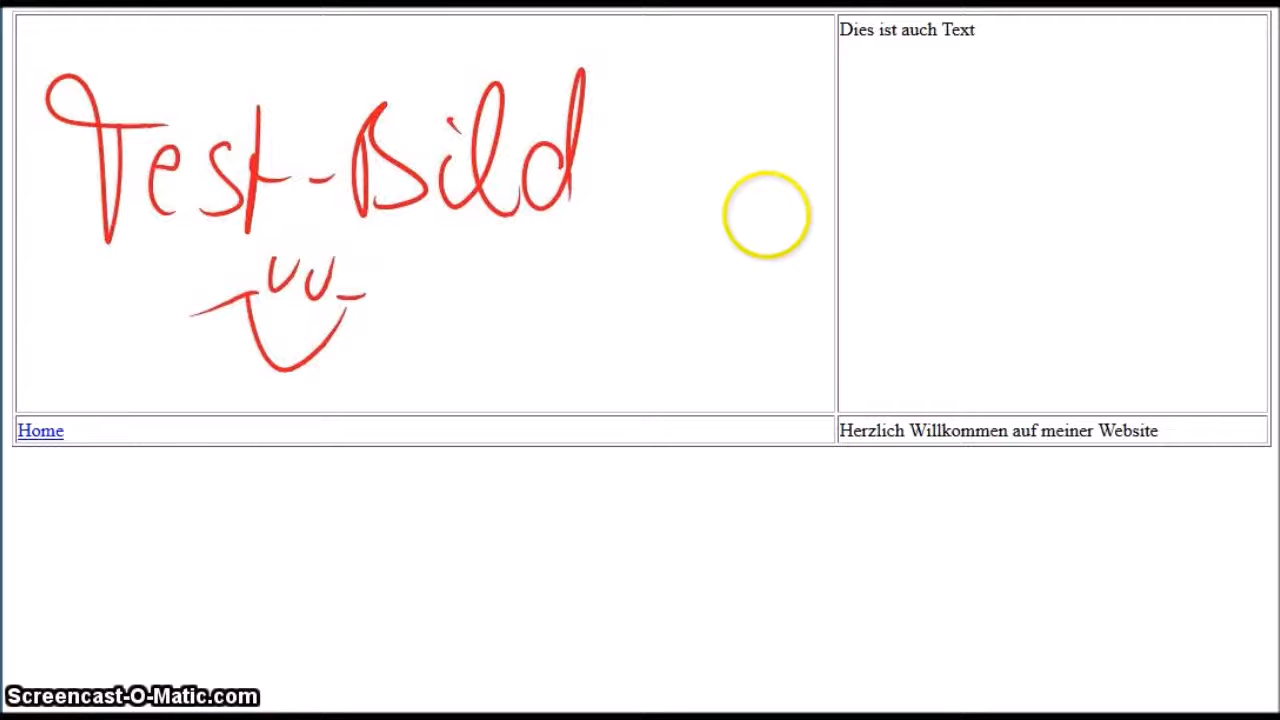 Test-Bild
Dies ist auch Text
Home
Herzlich Willkommen auf meiner Website
Screencast-O-Matic.com